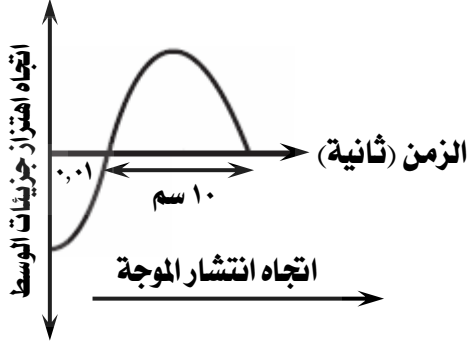 اتجاه اهتزاز جزيئات الوسط
الزمن (ثانية)
٠,٠١
١٠ سم
اتجاه انتشار الموجة